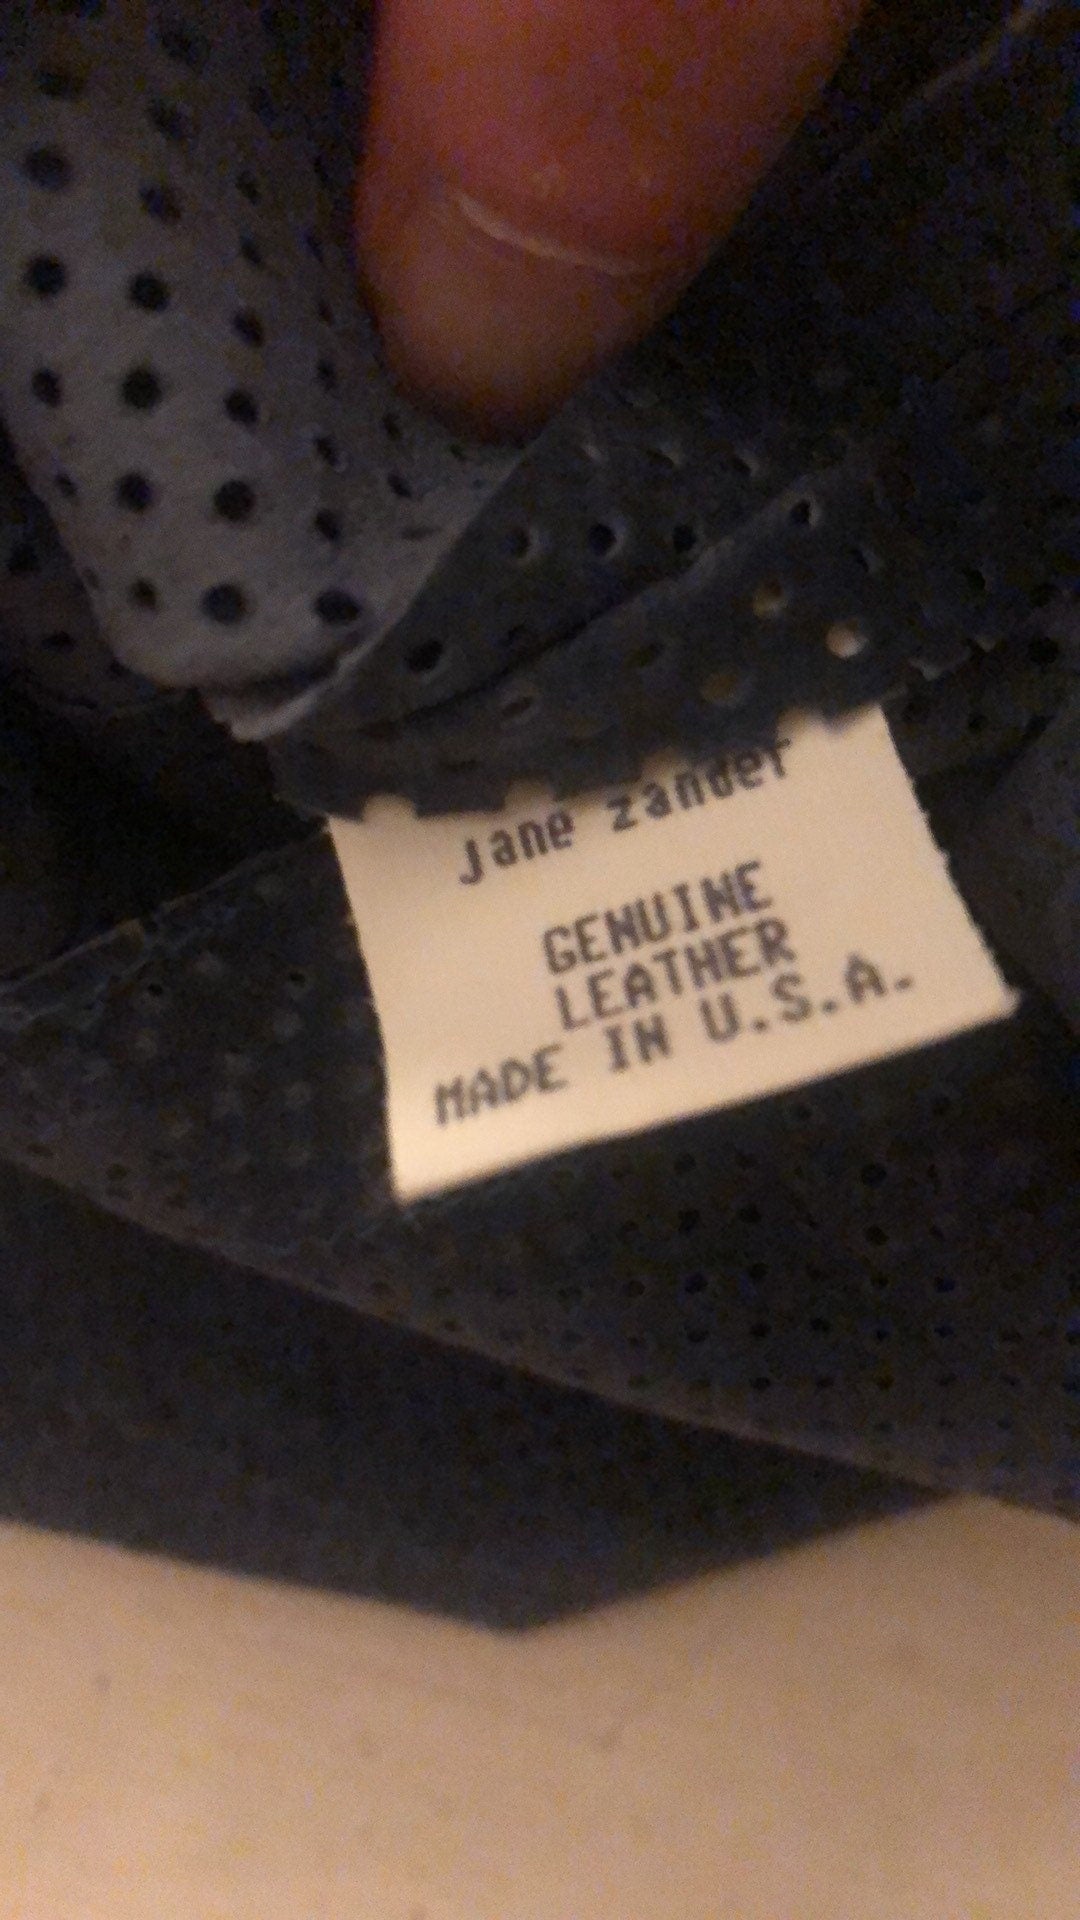 jane zander
GENUINE
LEATHER
MADE IN U.S.A.